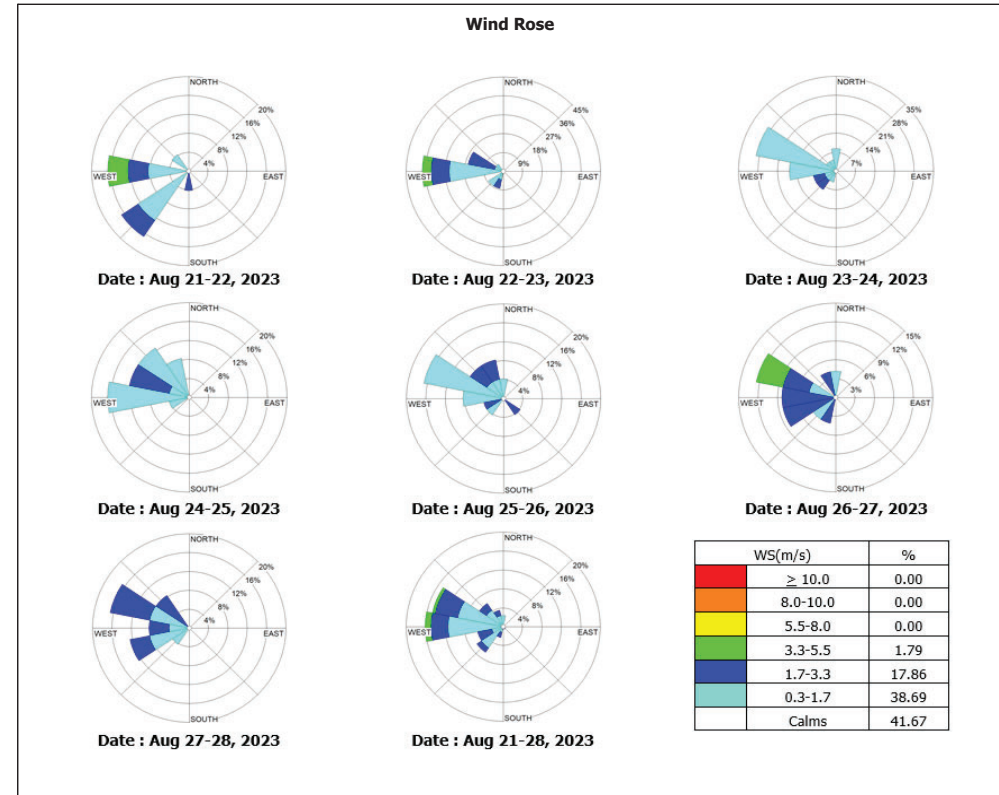 Wind Rose
NORTH
20%
16%
12%
8%
4%
WEST
EAST
SOUTH
Date : Aug 21-22, 2023
NORTH
45%
36%
27%
18%
9%
WEST
EAST
SOUTH
Date : Aug 22-23, 2023
NORTH
35%
28%
21%
14%
7%
WEST
EAST
SOUTH
Date : Aug 23-24, 2023
NORTH
20%
16%
12%
8%
4%
WEST
EAST
SOUTH
Date : Aug 24-25, 2023
NORTH
20%
16%
12%
8%
4%
WEST
EAST
SOUTH
Date : Aug 25-26, 2023
NORTH
15%
12%
9%
6%
3%
WEST
EAST
SOUTH
Date : Aug 26-27, 2023
NORTH
20%
16%
12%
8%
4%
WEST
EAST
SOUTH
Date : Aug 27-28, 2023
NORTH
20%
16%
12%
8%
4%
WEST
EAST
SOUTH
Date : Aug 21-28, 2023
WS(m/s) %
≥ 10.0 0.00
8.0-10.0 0.00
5.5-8.0 0.00
3.3-5.5 1.79
1.7-3.3 17.86
0.3-1.7 38.69
Calms 41.67